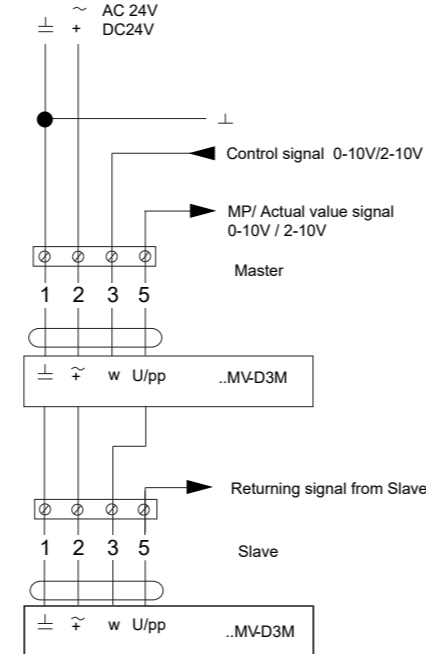 ⏊ ~ AC 24V
+ DC24V
⊥
Control signal 0-10V/2-10V
MP/ Actual value signal
0-10V / 2-10V
Master
1 2 3 5
⏊ ~ + w U/pp ..MV-D3M
Returning signal from Slave
1 2 3 5
Slave
⏊ ~ + w U/pp ..MV-D3M